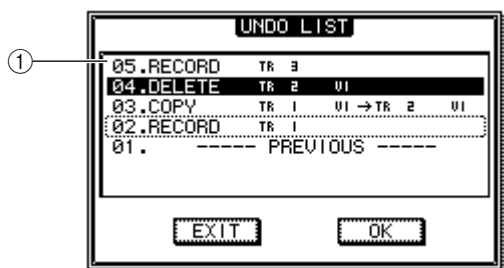 UNDO LIST
①
05.RECORD TR 3
04.DELETE TR 2 V1
03.COPY TR 1 V1 →TR 2 V1
02.RECORD TR 1
01. ----- PREVIOUS -----
EXIT OK